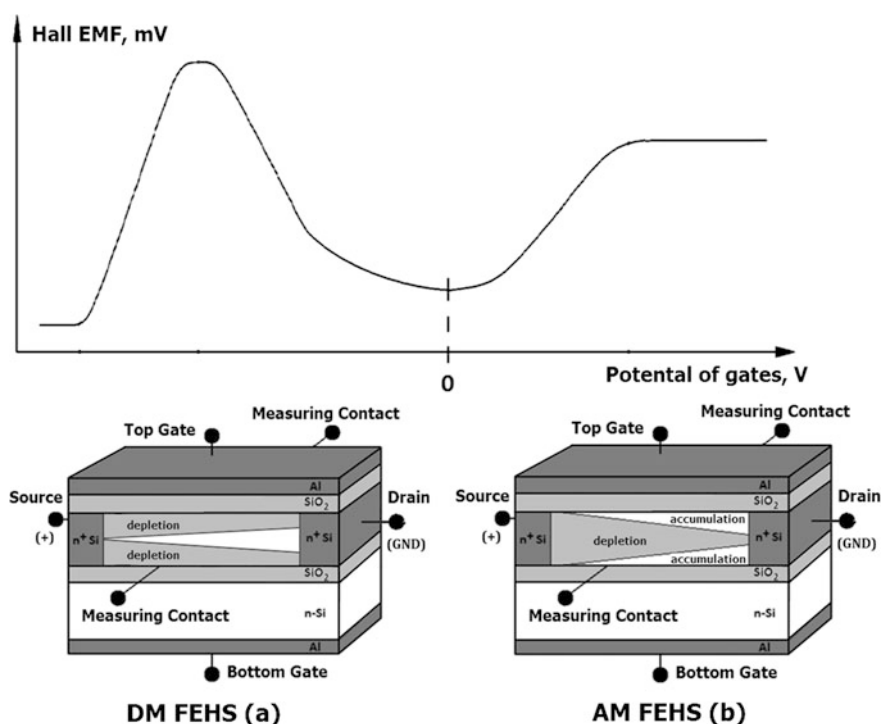 Hall EMF, mV
0
Potental of gates, V
Measuring Contact
Top Gate
Al
SiO2
Source
(+)
n+ Si
depletion
depletion
n+ Si
Drain
(GND)
SiO2
Measuring Contact
n-Si
Al
Bottom Gate
DM FEHS (a)
Measuring Contact
Top Gate
Al
SiO2
Source
(+)
n+ Si
accumulation
depletion
accumulation
n+ Si
Drain
(GND)
SiO2
Measuring Contact
n-Si
Al
Bottom Gate
AM FEHS (b)